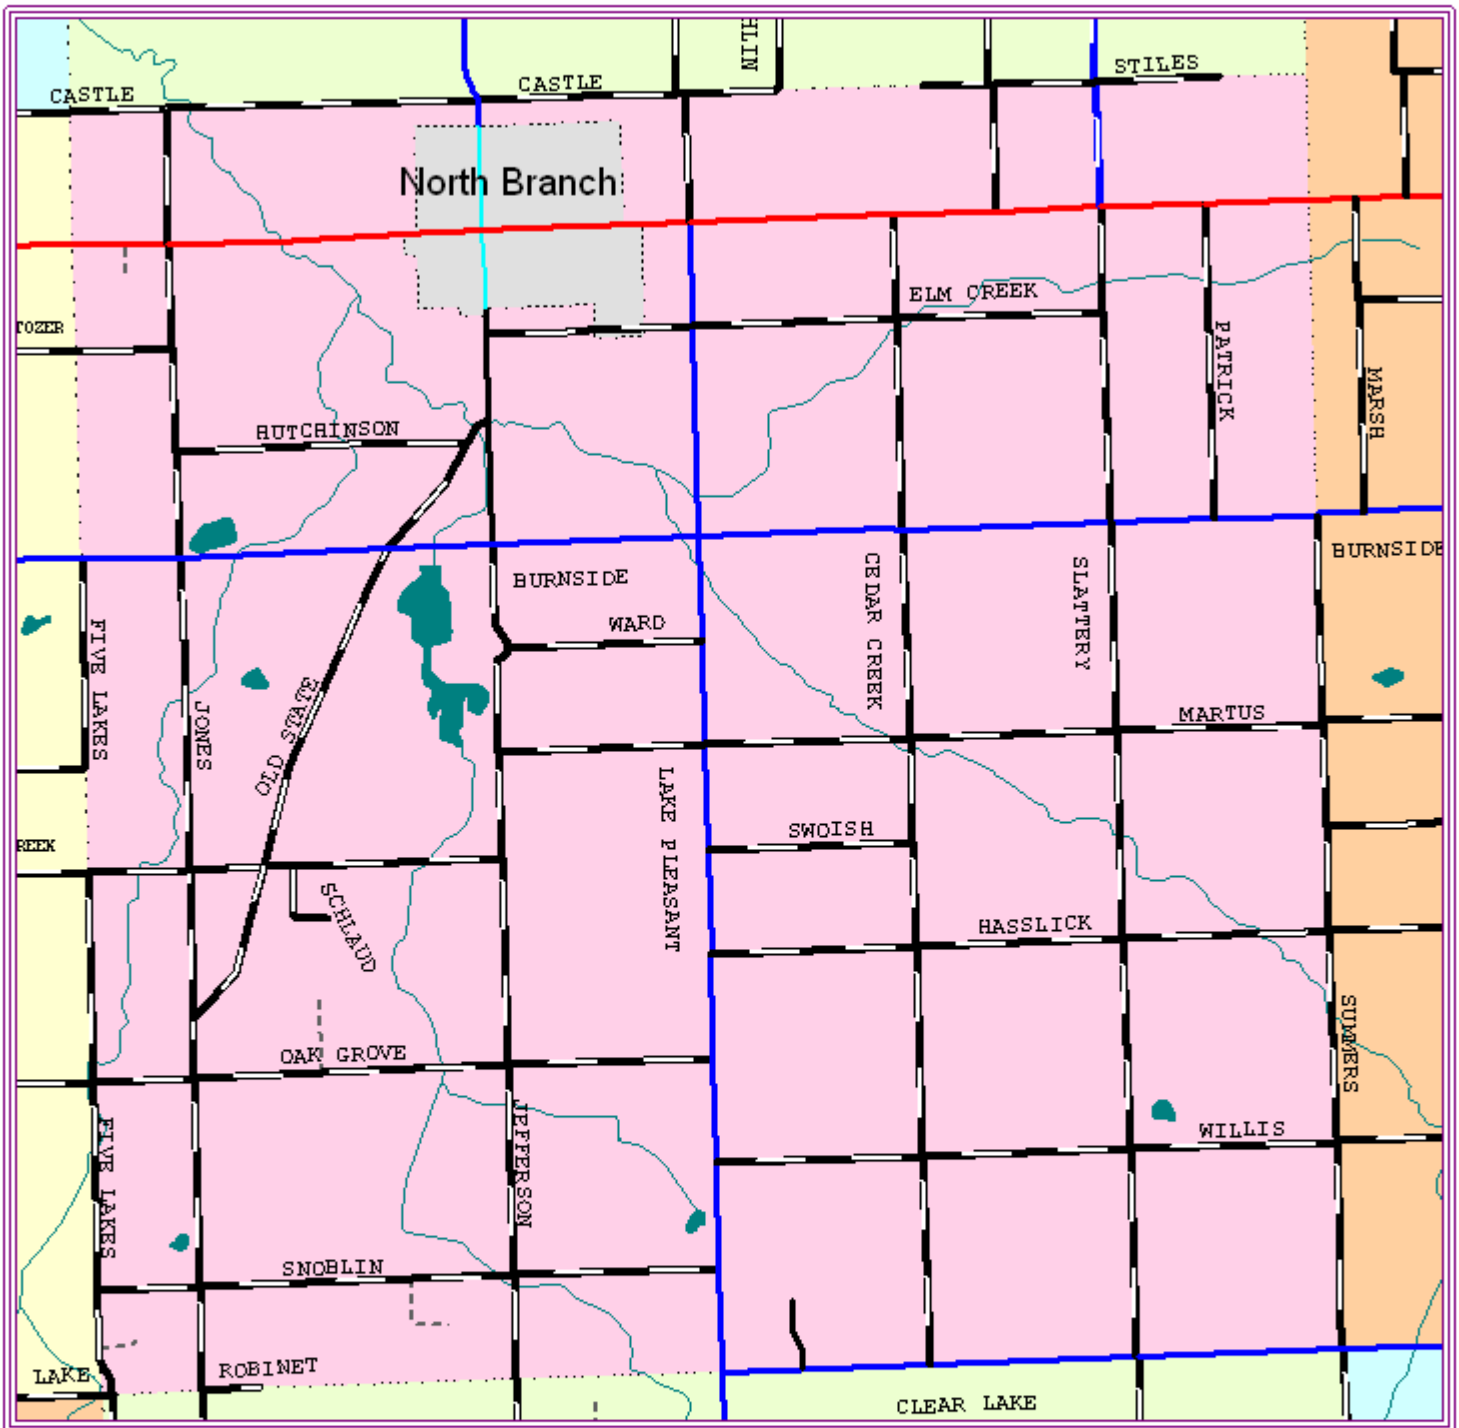 HLIN
STILES
CASTLE
CASTLE
North Branch
ELM CREEK
TOZER
PATRICK
MARSH
HUTCHINSON
BURNSIDE
BURNSIDE
CEDAR CREEK
SLATTERY
WARD
FIVE LAKES
JONES
OLD STATE
MARTUS
LAKE PLEASANT
SWOISH
REEK
SCHLAUD
HASSLICK
SUMMERS
OAK GROVE
JEFFERSON
FIVE LAKES
WILLIS
SNOBLIN
ROBINET
LAKE
CLEAR LAKE